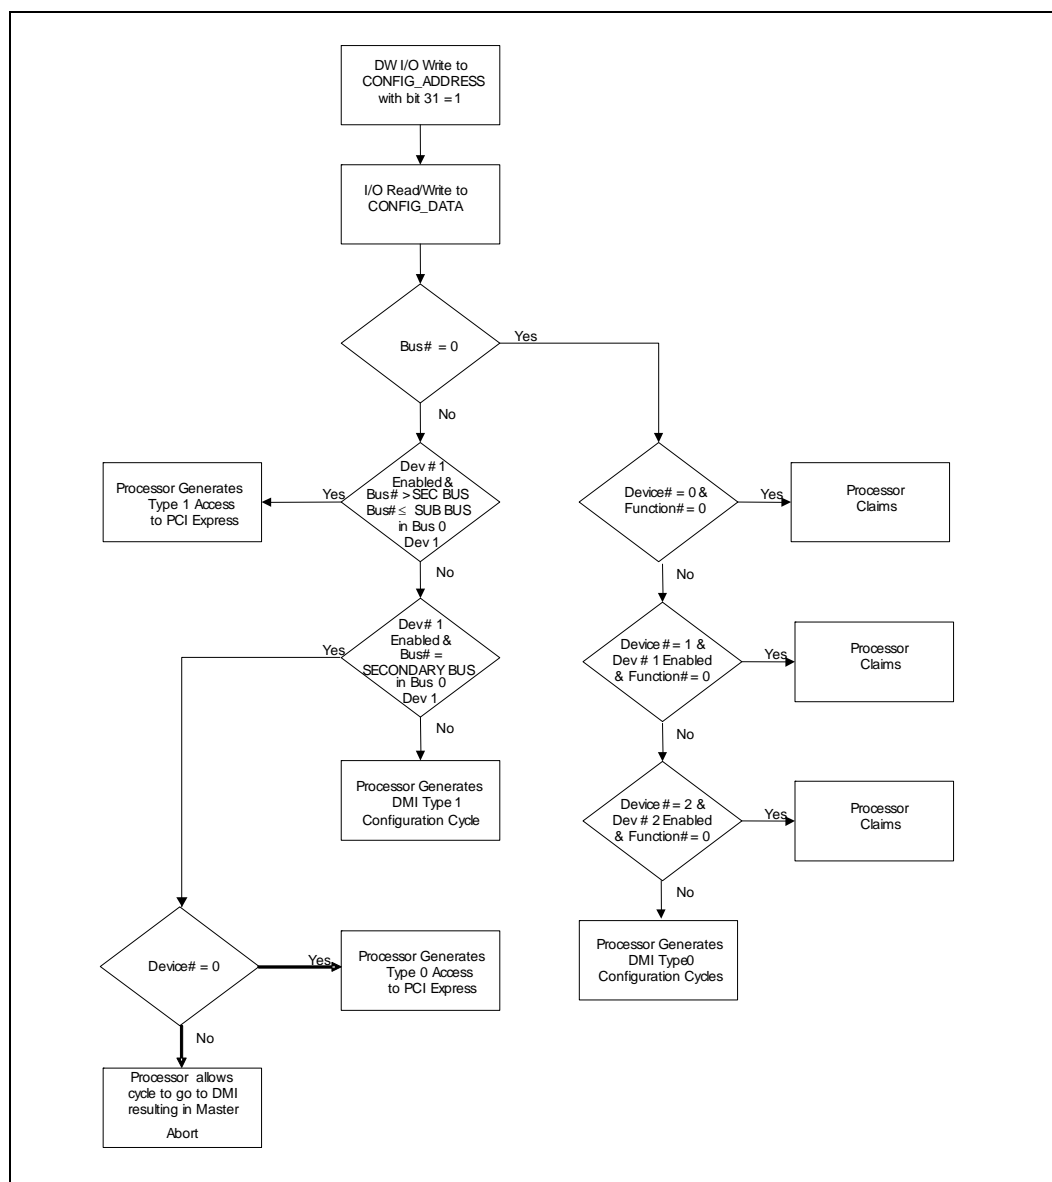 DW I/O Write to
CONFIG_ADDRESS
with bit 31 = 1
I/O Read/Write to
CONFIG_DATA
Bus# = 0
Yes
No
Dev # 1
Enabled &
Bus# > SEC BUS
Bus# ≤ SUB BUS
in Bus 0
Dev 1
Yes
Processor Generates
Type 1 Access
to PCI Express
No
Device# = 0 &
Function# = 0
Yes
Processor
Claims
No
Dev # 1
Enabled &
Bus# =
SECONDARY BUS
in Bus 0
Dev 1
Yes
No
Device # = 1 &
Dev # 1 Enabled
& Function# = 0
Yes
Processor
Claims
No
Processor Generates
DMI Type 1
Configuration Cycle
Device # = 2 &
Dev # 2 Enabled
& Function# = 0
Yes
Processor
Claims
No
Device# = 0
Yes
Processor Generates
Type 0 Access
to PCI Express
Processor Generates
DMI Type0
Configuration Cycles
No
Processor allows
cycle to go to DMI
resulting in Master
Abort